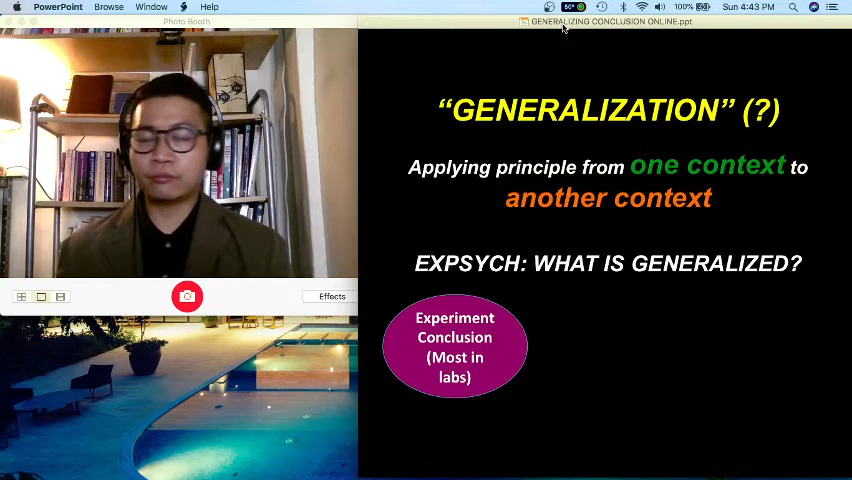 PowerPoint Browse Window Help
50° 100% Sun 4:43 PM
Photo Booth
GENERALIZING CONCLUSION ONLINE.ppt
“GENERALIZATION” (?)
Applying principle from one context to
another context
EXPSYCH: WHAT IS GENERALIZED?
Effects
Experiment
Conclusion
(Most in
labs)